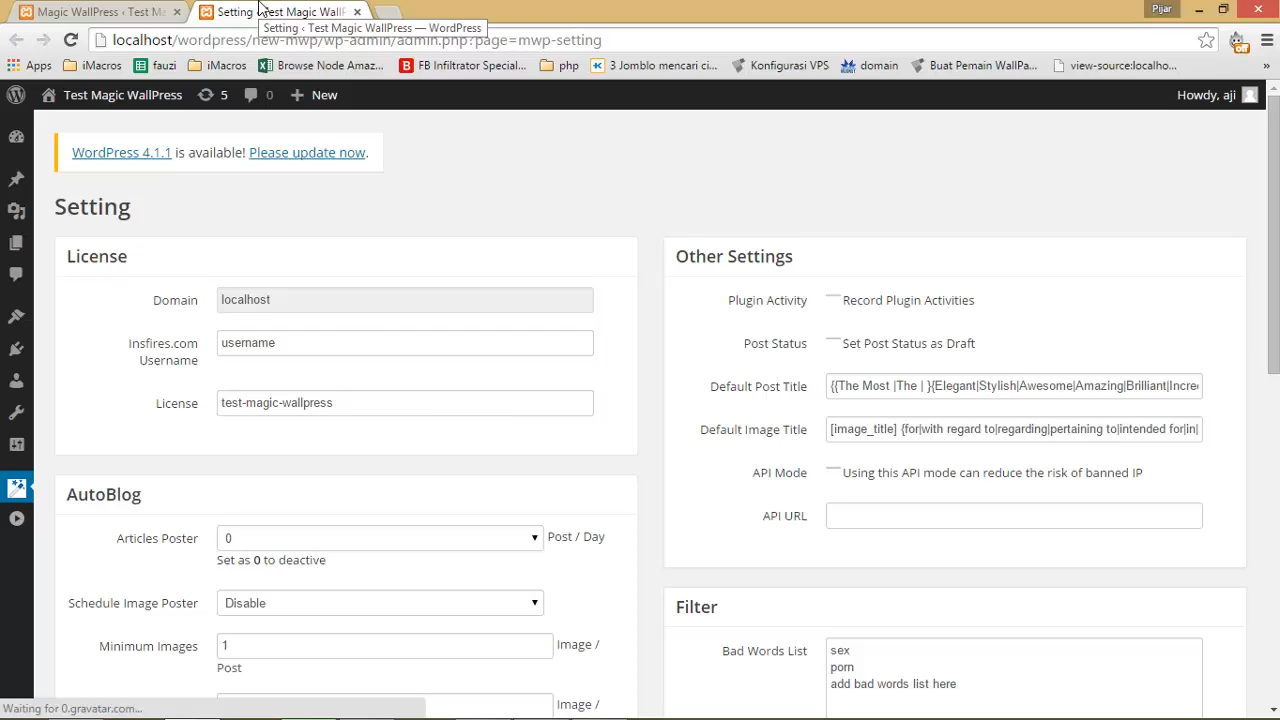 Magic WallPress ‹ Test M
Setting ‹ Test Magic WallP
Pijar
Setting ‹ Test Magic WallPress — WordPress
localhost/wordpress/new-mwp/wp-admin/admin.php?page=mwp-setting
Apps iMacros fauzi iMacros Browse Node Amaz... FB Infiltrator Special... php 3 Jomblo mencari ci... Konfigurasi VPS domain Buat Pemain WallPa... view-source:localho... »
Test Magic WallPress 5 0 New Howdy, aji
WordPress 4.1.1 is available! Please update now.
Setting
License
Domain localhost
Insfires.com Username username
License test-magic-wallpress
AutoBlog
Articles Poster 0 Post / Day
Set as 0 to deactive
Schedule Image Poster Disable
Minimum Images 1 Image /
Post
Image /
Other Settings
Plugin Activity Record Plugin Activities
Post Status Set Post Status as Draft
Default Post Title {{The Most |The | }{Elegant|Stylish|Awesome|Amazing|Brilliant|Incre
Default Image Title [image_title] {for|with regard to|regarding|pertaining to|intended for|in|
API Mode Using this API mode can reduce the risk of banned IP
API URL
Filter
Bad Words List sex
porn
add bad words list here
Waiting for 0.gravatar.com...
off